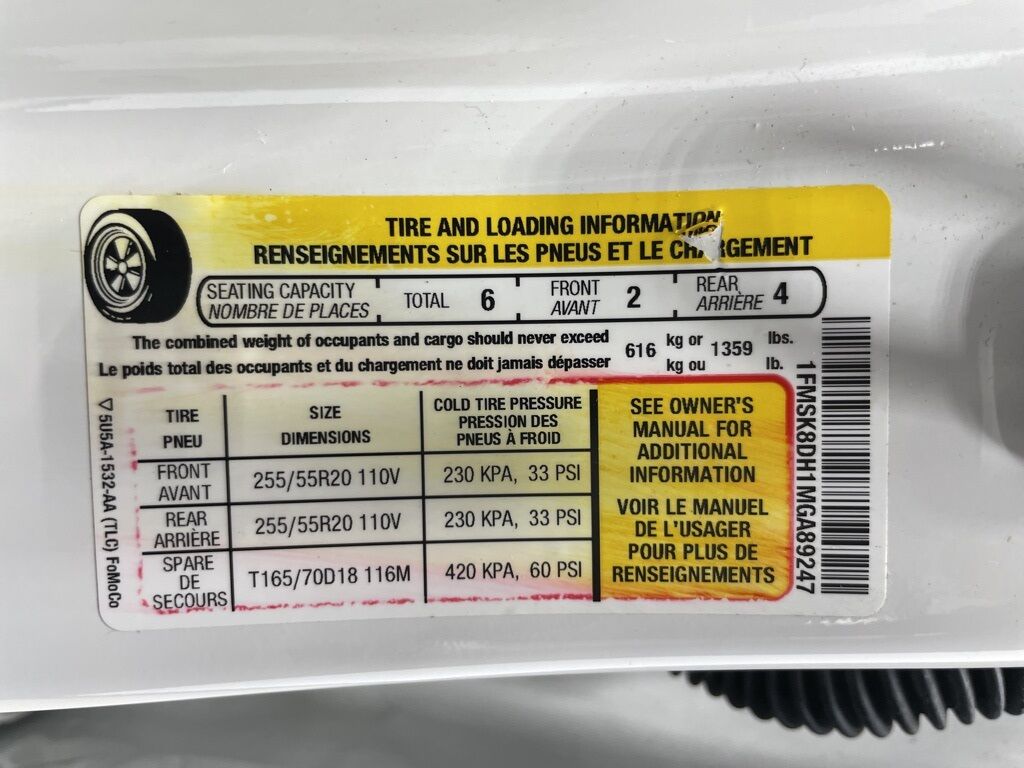 TIRE AND LOADING INFORMATION
RENSEIGNEMENTS SUR LES PNEUS ET LE CHARGEMENT
SEATING CAPACITY TOTAL 6 FRONT 2 REAR 4
NOMBRE DE PLACES AVANT ARRIÈRE
The combined weight of occupants and cargo should never exceed 616 kg or 1359 lbs.
Le poids total des occupants et du chargement ne doit jamais dépasser kg ou lb.
TIRE SIZE COLD TIRE PRESSURE
PNEU DIMENSIONS PRESSION DES
PNEUS À FROID
FRONT
AVANT 255/55R20 110V 230 KPA, 33 PSI
REAR
ARRIÈRE 255/55R20 110V 230 KPA, 33 PSI
SPARE
DE
SECOURS T165/70D18 116M 420 KPA, 60 PSI
SEE OWNER'S
MANUAL FOR
ADDITIONAL
INFORMATION
VOIR LE MANUEL
DE L'USAGER
POUR PLUS DE
RENSEIGNEMENTS
5U5A-1532-AA (TLC) FoMoCo
1FMSK8DH1MGA89247